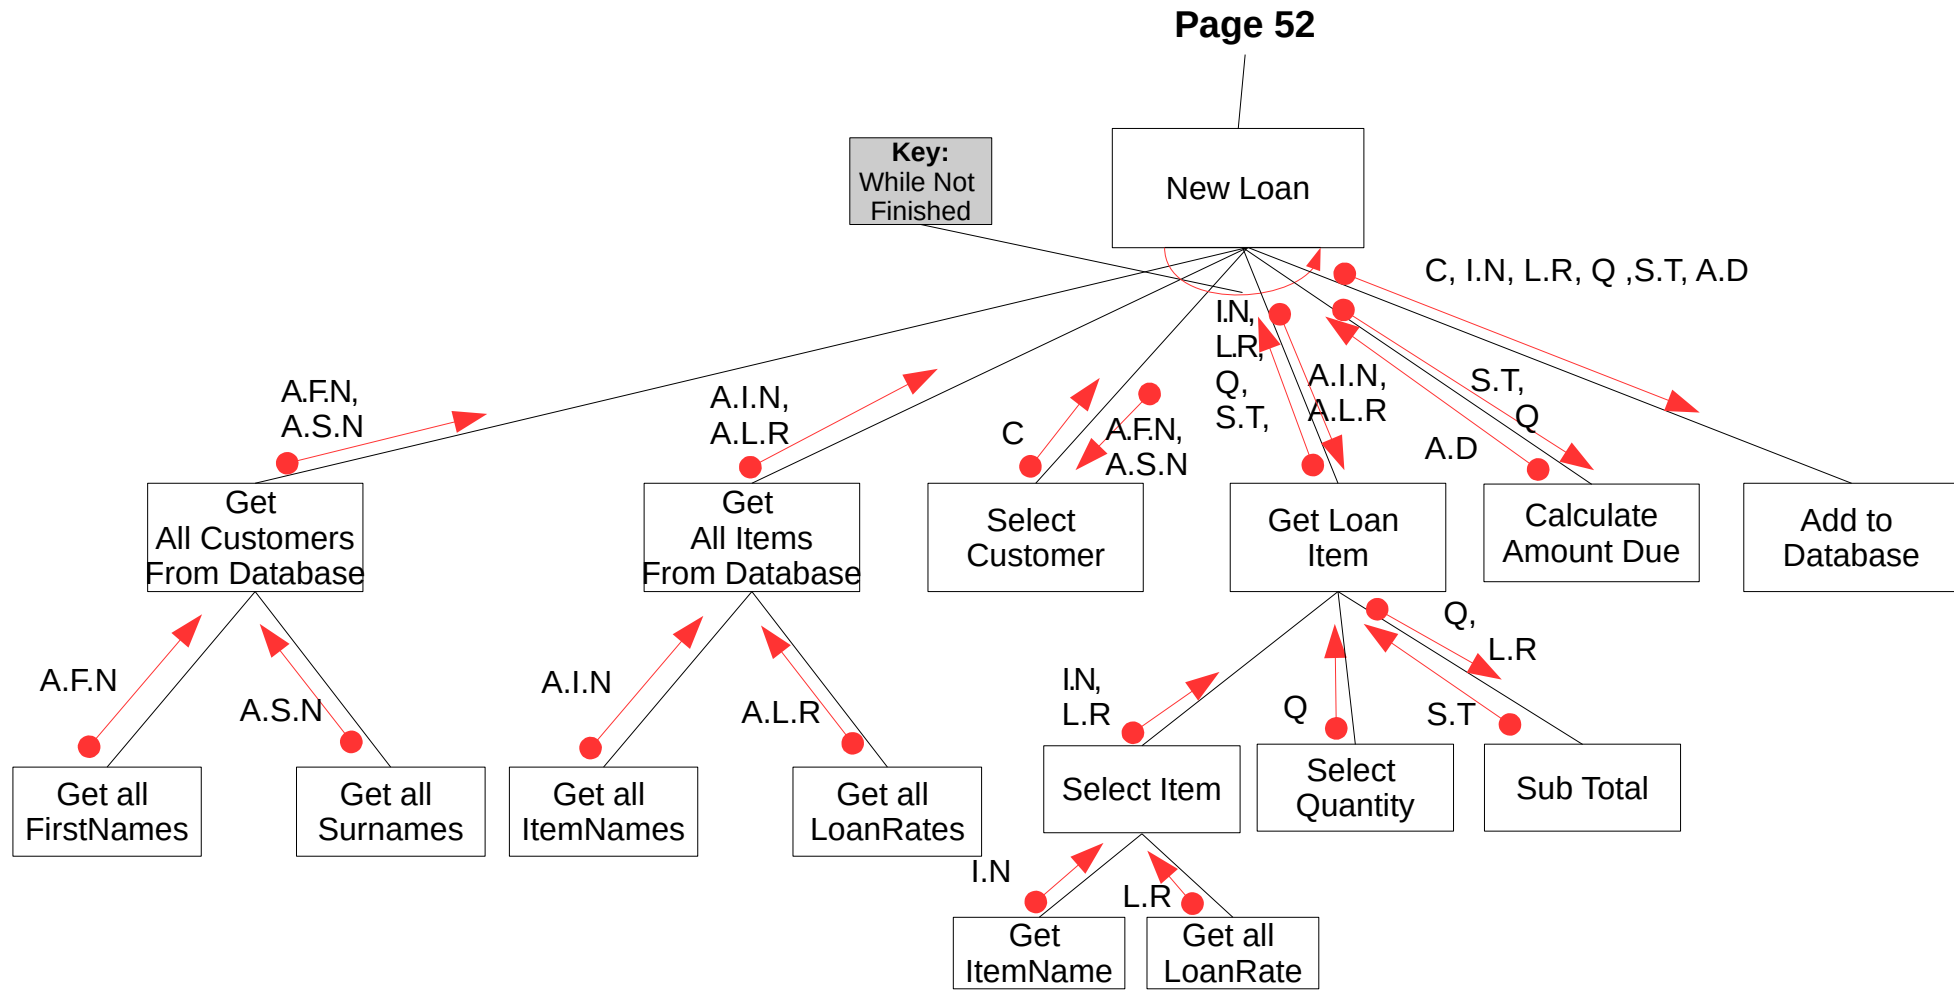 Page 52
Key:
While Not
Finished
New Loan
C, I.N, L.R, Q ,S.T, A.D
A.F.N,
A.S.N
A.I.N,
A.L.R
C
A.F.N,
A.S.N
I.N,
L.R,
Q,
S.T,
A.I.N,
A.L.R
S.T,
Q
A.D
Get
All Customers
From Database
Get
All Items
From Database
Select
Customer
Get Loan
Item
Calculate
Amount Due
Add to
Database
A.F.N
A.S.N
A.I.N
A.L.R
I.N,
L.R
Q
Q,
L.R
S.T
Get all
FirstNames
Get all
Surnames
Get all
ItemNames
Get all
LoanRates
Select Item
Select
Quantity
Sub Total
I.N
L.R
Get
ItemName
Get all
LoanRate